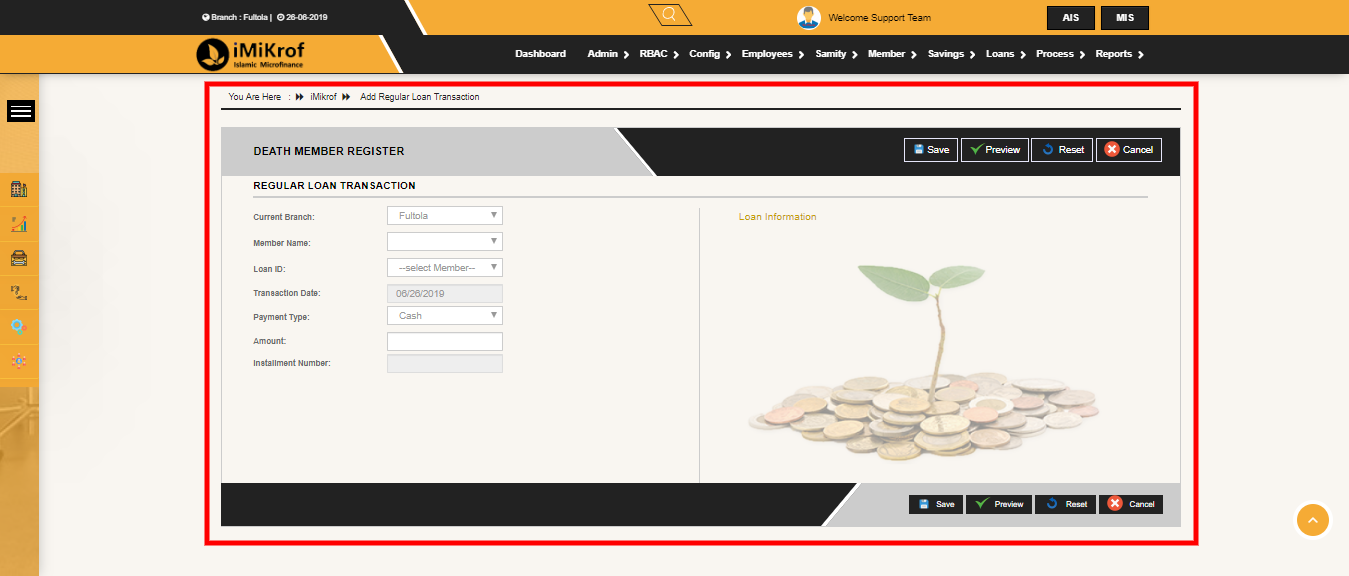 Branch : Fultola | 26-06-2019
Welcome Support Team
AIS MIS
iMiKrof
Islamic Microfinance
Dashboard Admin RBAC Config Employees Samity Member Savings Loans Process Reports
You Are Here : iMikrof Add Regular Loan Transaction
DEATH MEMBER REGISTER
Save Preview Reset Cancel
REGULAR LOAN TRANSACTION
Current Branch: Fultola
Loan Information
Member Name:
Loan ID: --select Member--
Transaction Date: 06/26/2019
Payment Type: Cash
Amount:
Installment Number:
Save Preview Reset Cancel